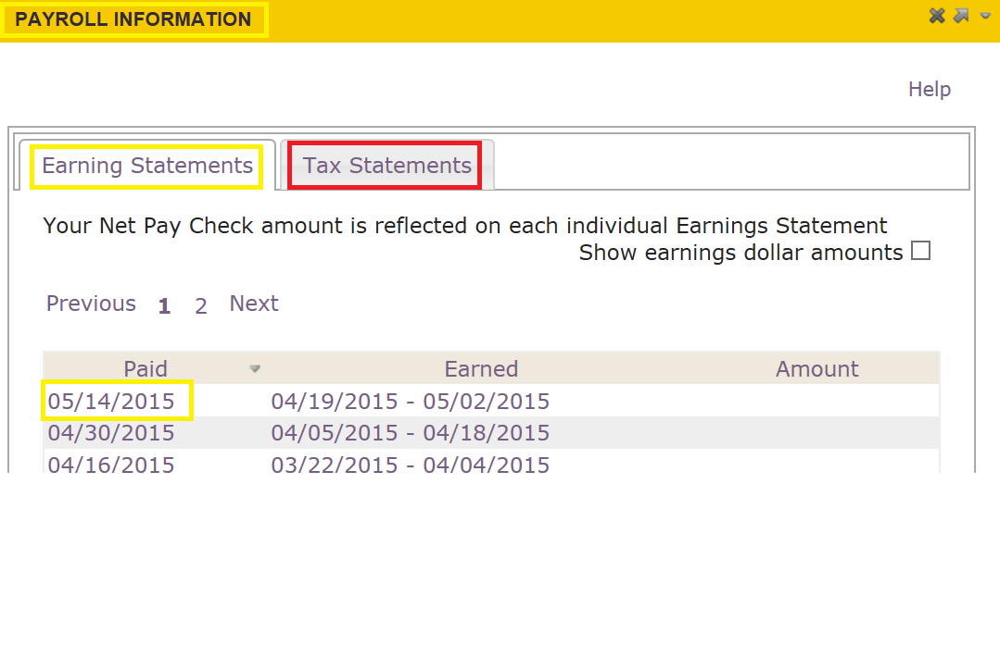 PAYROLL INFORMATION
Help
Earning Statements Tax Statements
Your Net Pay Check amount is reflected on each individual Earnings Statement
Show earnings dollar amounts
Previous 1 2 Next
Paid Earned Amount
05/14/2015 04/19/2015 - 05/02/2015
04/30/2015 04/05/2015 - 04/18/2015
04/16/2015 03/22/2015 - 04/04/2015